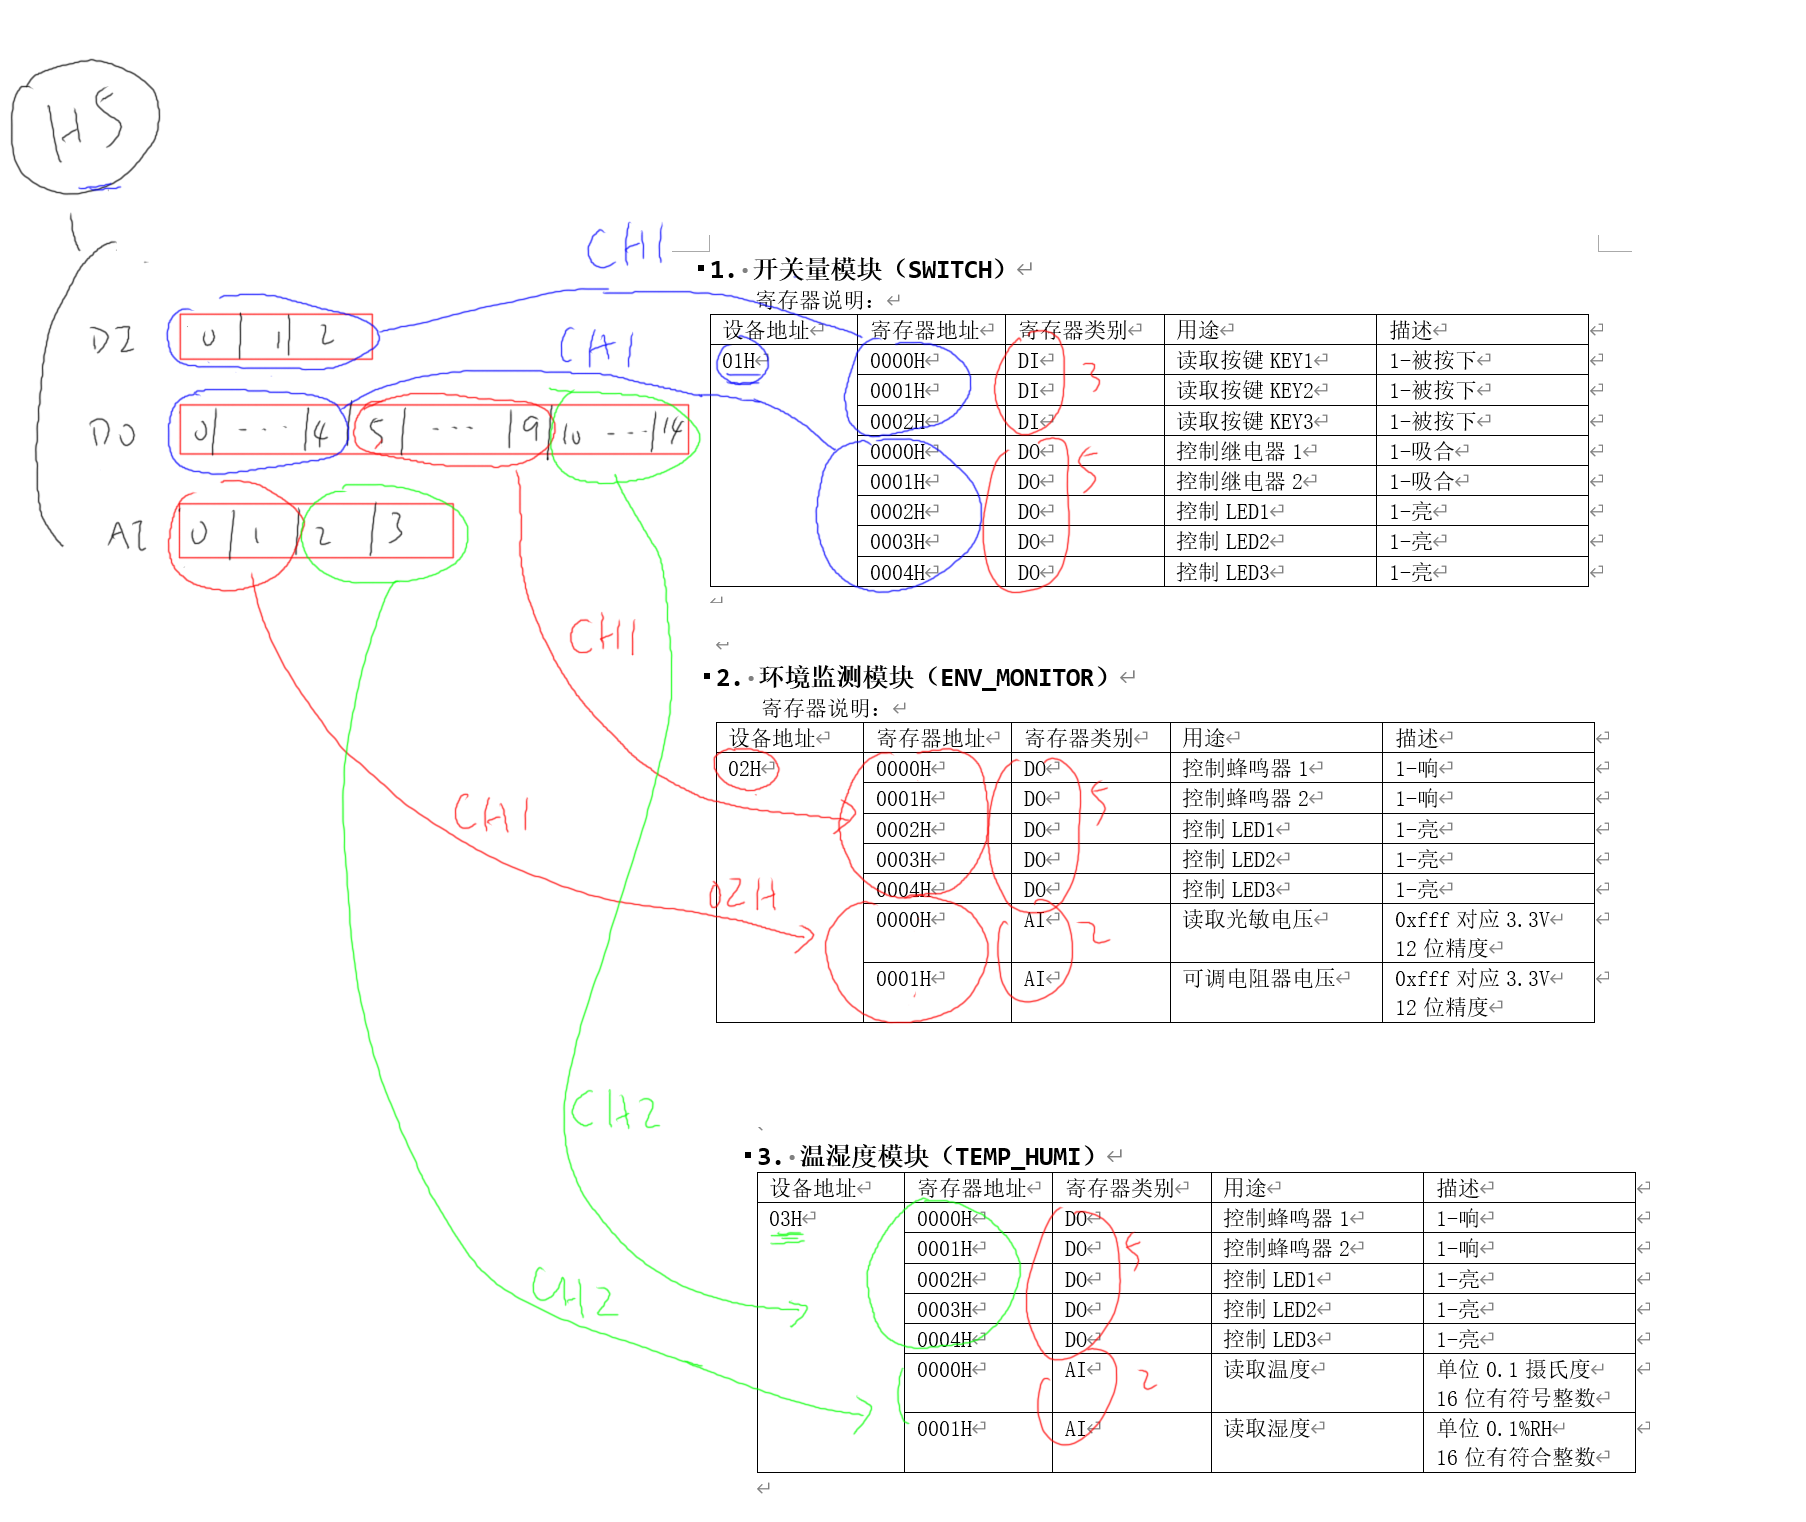 H5
CH1
DI 0 1 2
CH1
DO 0 ... 4 5 ... 9 10 ... 14
AI 0 1 2 3
CH1
CH1
02H
CH2
CH2
1. 开关量模块（SWITCH）
寄存器说明：
设备地址 寄存器地址 寄存器类别 用途 描述
01H 0000H DI 读取按键 KEY1 1-被按下
0001H DI 读取按键 KEY2 1-被按下
0002H DI 读取按键 KEY3 1-被按下
3
0000H DO 控制继电器 1 1-吸合
0001H DO 控制继电器 2 1-吸合
0002H DO 控制 LED1 1-亮
0003H DO 控制 LED2 1-亮
0004H DO 控制 LED3 1-亮
5
2. 环境监测模块（ENV_MONITOR）
寄存器说明：
设备地址 寄存器地址 寄存器类别 用途 描述
02H 0000H DO 控制蜂鸣器 1 1-响
0001H DO 控制蜂鸣器 2 1-响
0002H DO 控制 LED1 1-亮
0003H DO 控制 LED2 1-亮
0004H DO 控制 LED3 1-亮
5
0000H AI 读取光敏电压 0xfff 对应 3.3V
12 位精度
0001H AI 可调电阻器电压 0xfff 对应 3.3V
12 位精度
2
3. 温湿度模块（TEMP_HUMI）
设备地址 寄存器地址 寄存器类别 用途 描述
03H 0000H DO 控制蜂鸣器 1 1-响
0001H DO 控制蜂鸣器 2 1-响
0002H DO 控制 LED1 1-亮
0003H DO 控制 LED2 1-亮
0004H DO 控制 LED3 1-亮
5
0000H AI 读取温度 单位 0.1 摄氏度
16 位有符号整数
0001H AI 读取湿度 单位 0.1%RH
16 位有符合整数
2